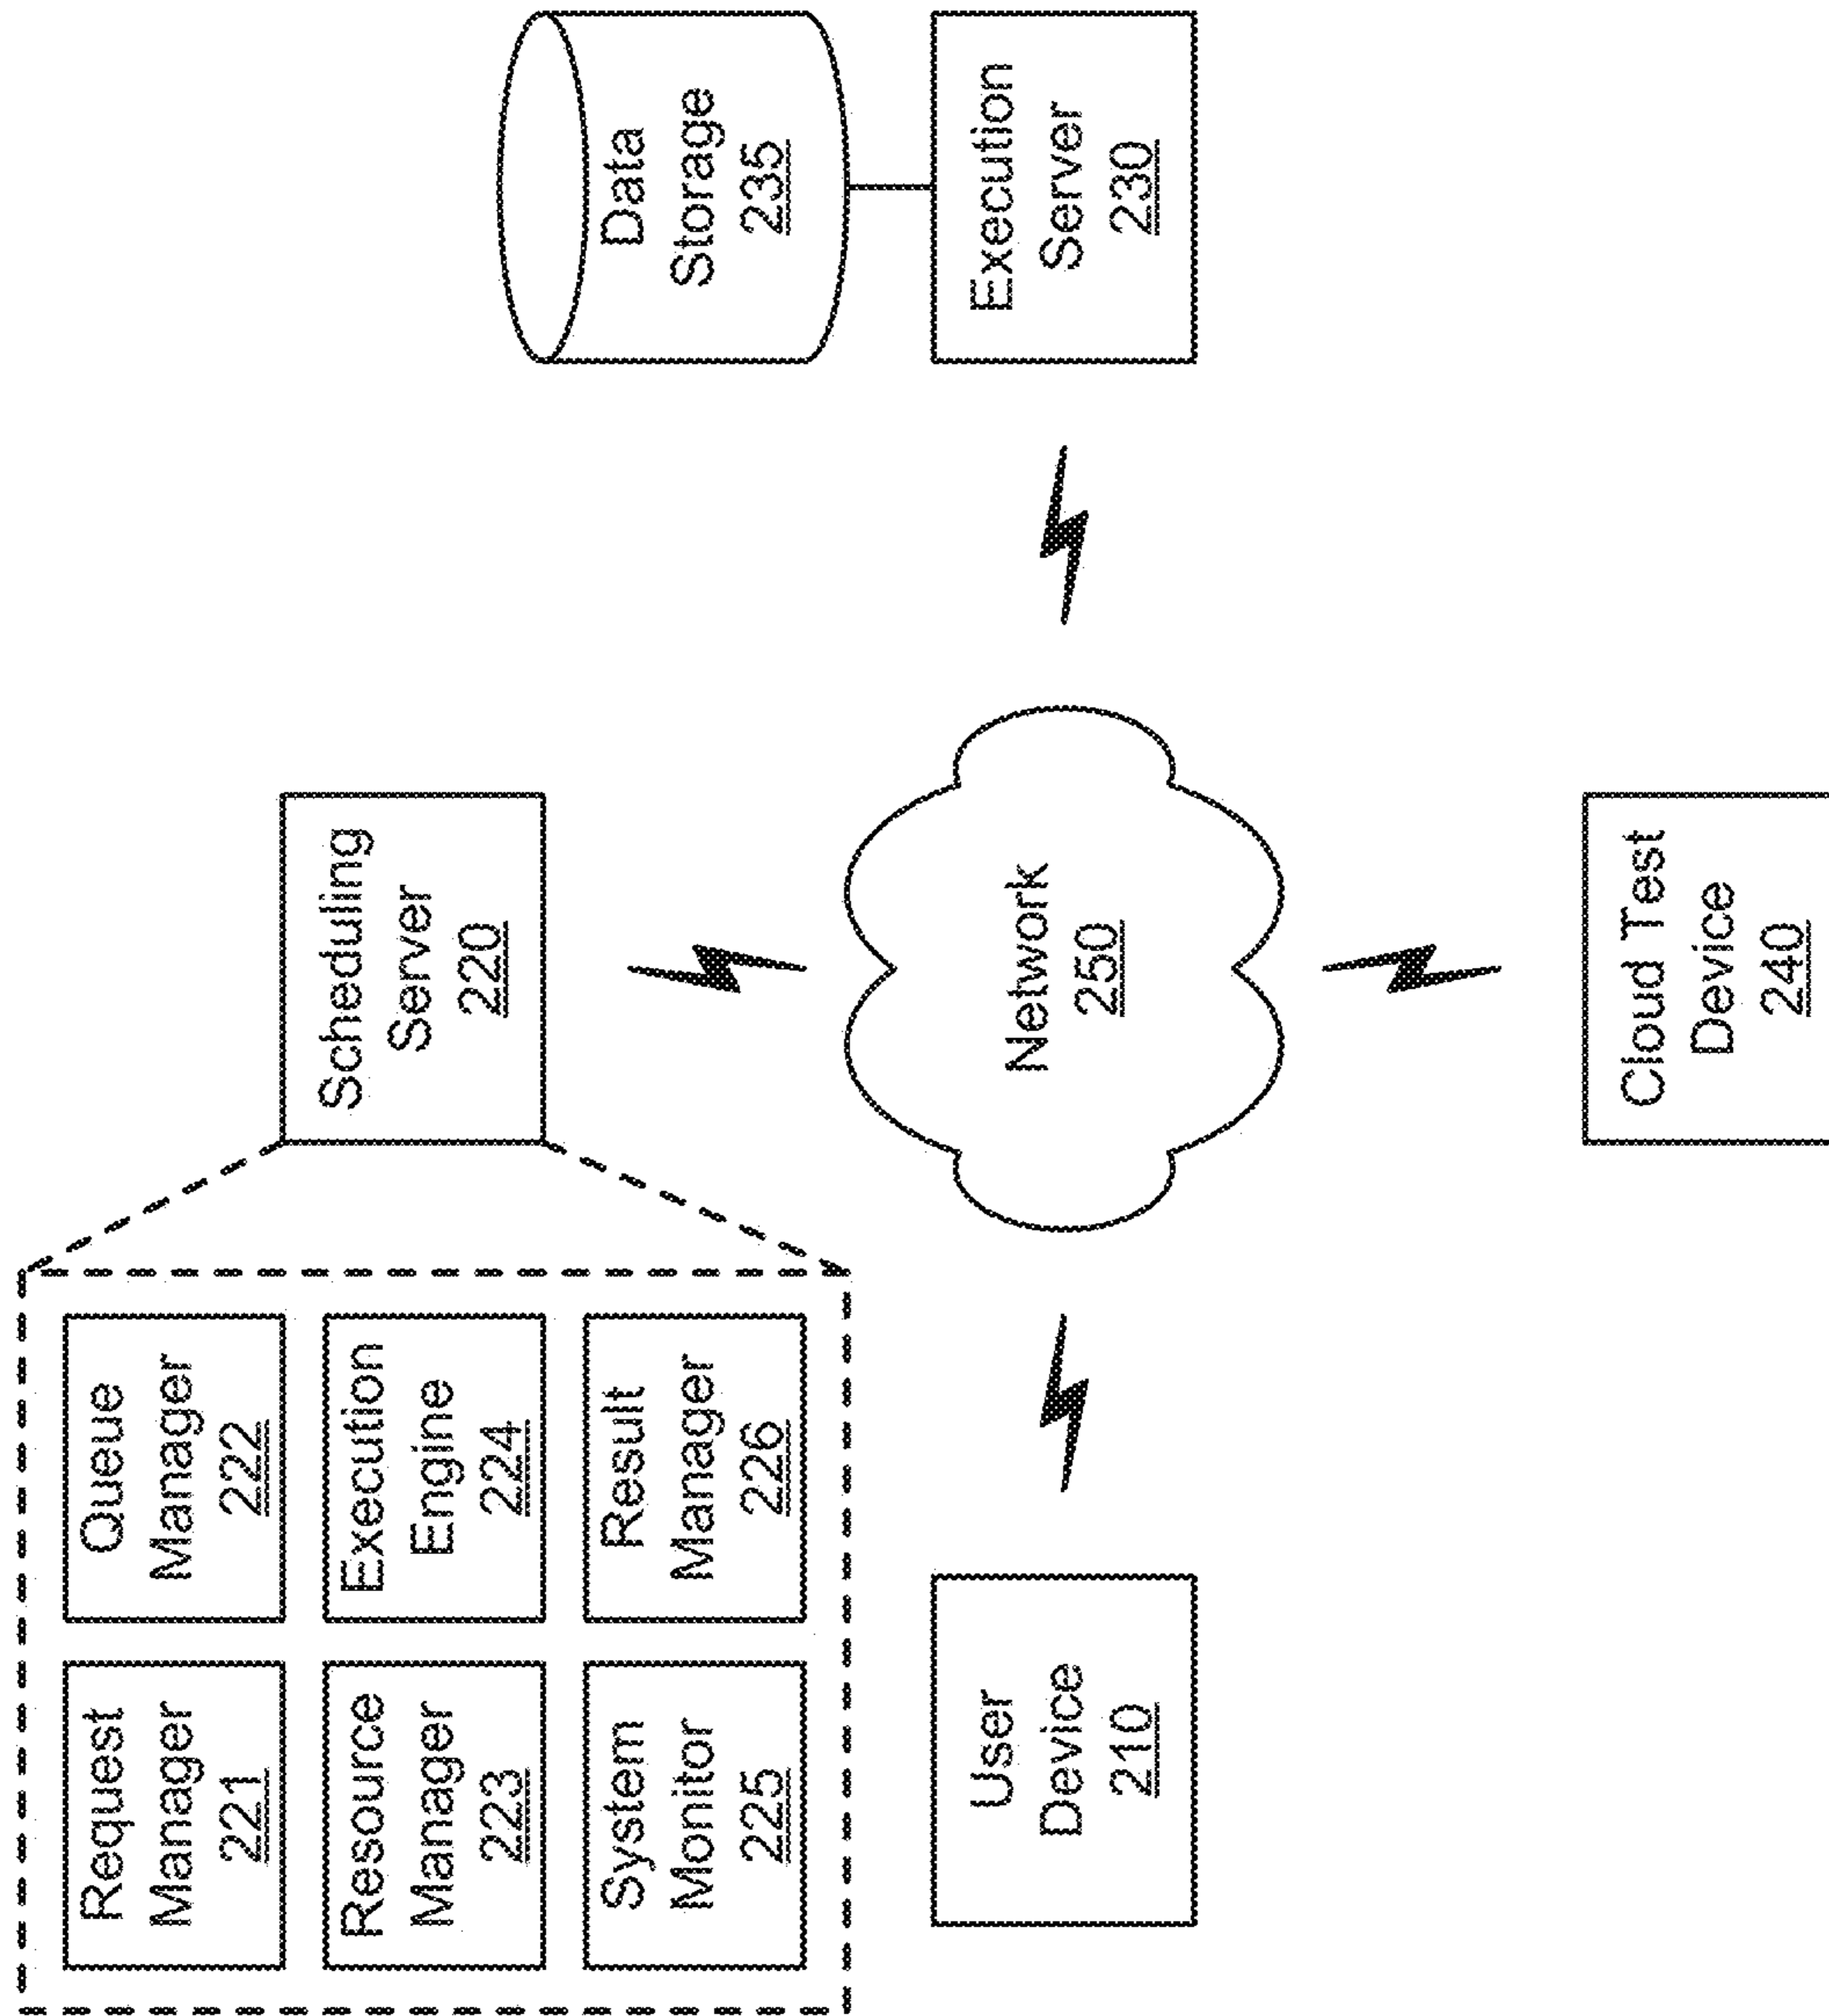 Request
Manager
221
Queue
Manager
222
Resource
Manager
223
Execution
Engine
224
System
Monitor
225
Result
Manager
226
Scheduling
Server
220
Data
Storage
235
User
Device
210
Network
250
Execution
Server
230
Cloud Test
Device
240